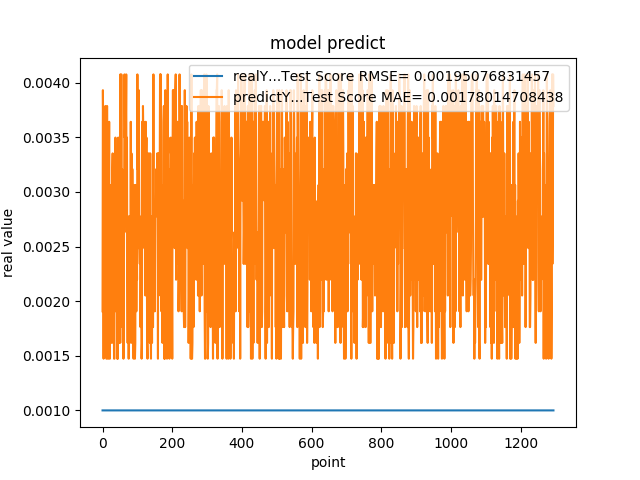 model predict
realY...Test Score RMSE= 0.00195076831457
predictY...Test Score MAE= 0.00178014708438
0.0040
0.0035
0.0030
0.0025
0.0020
0.0015
0.0010
real value
0 200 400 600 800 1000 1200
point